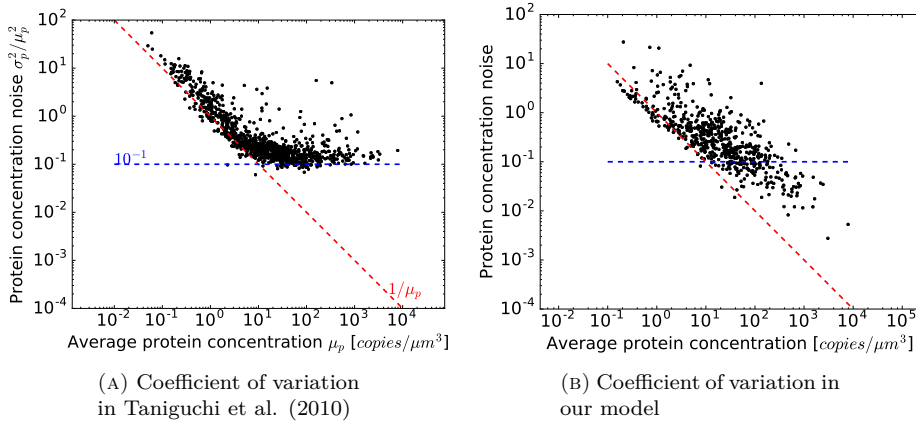 Protein concentration noise σ_p^2/μ_p^2
10^2
10^1
10^0
10^-1
10^-2
10^-3
10^-4
10^-1
1/μ_p
10^-2 10^-1 10^0 10^1 10^2 10^3 10^4
Average protein concentration μ_p [copies/μm^3]
(A) Coefficient of variation
in Taniguchi et al. (2010)
Protein concentration noise
10^2
10^1
10^0
10^-1
10^-2
10^-3
10^-4
10^-2 10^-1 10^0 10^1 10^2 10^3 10^4 10^5
Average protein concentration [copies/μm^3]
(B) Coefficient of variation in
our model